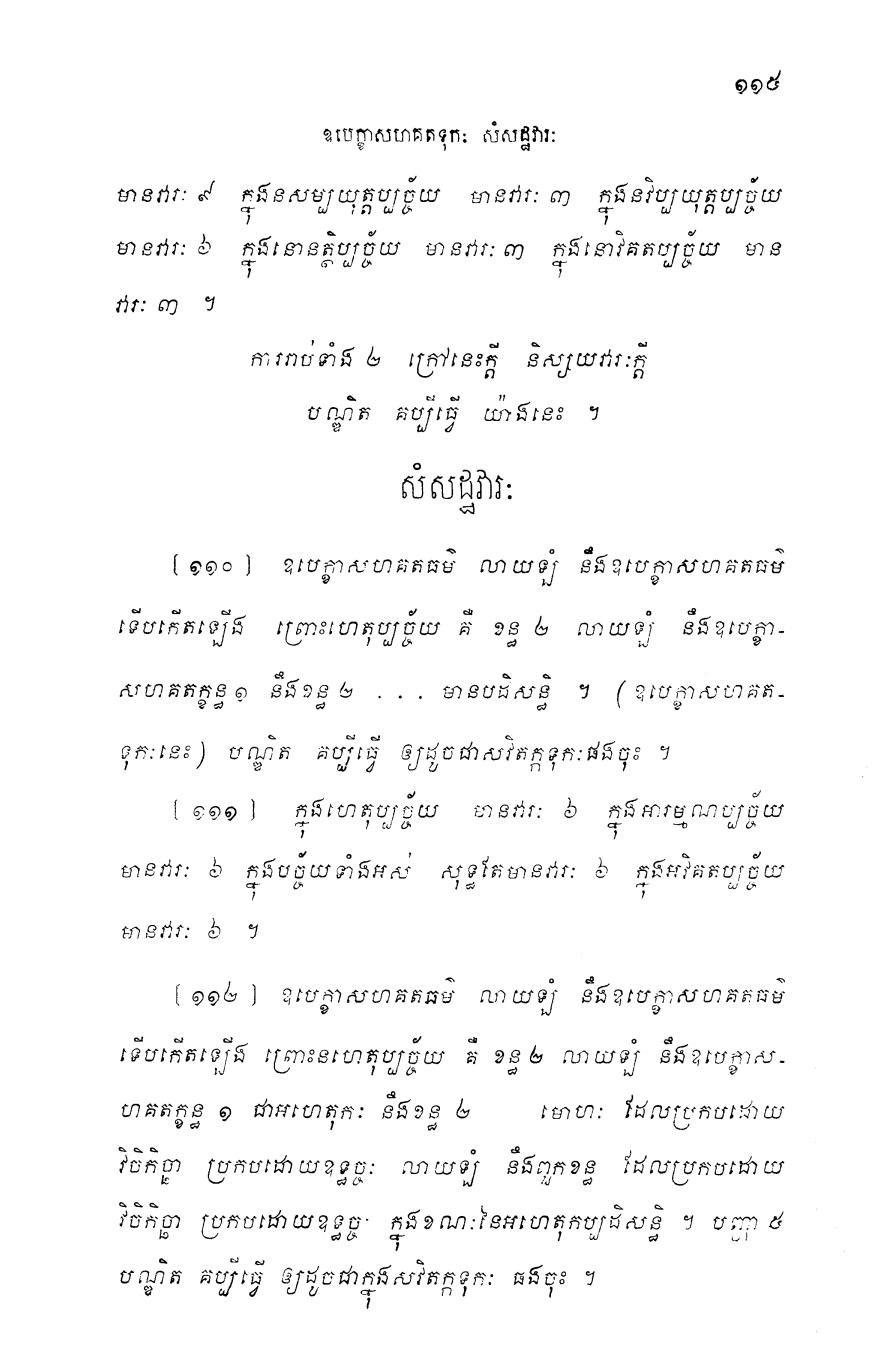 ១១៥
ឧបេក្ខាសហគតទុកៈ សំសដ្ឋវារៈ
មានវារៈ ៩ ក្នុងនសម្បយុត្តប្បច្ច័យ មានវារៈ ៣ ក្នុងនវិប្បយុត្តប្បច្ច័យ
មានវារៈ ៦ ក្នុងនោនត្ថិប្បច្ច័យ មានវារៈ ៣ ក្នុងនោវិគតប្បច្ច័យ មាន
វារៈ ៣ ។
ការរាប់ទាំង ២ ក្រៅនេះក្តី និស្សយវារៈក្តី
បណ្ឌិត គប្បីធ្វើ យ៉ាងនេះ ។
សំសដ្ឋវារៈ
[១១០] ឧបេក្ខាសហគតធម៌ លាយឡំ នឹងឧបេក្ខាសហគតធម៌
ទើបកើតឡើង ព្រោះហេតុប្បច្ច័យ គឺ ខន្ធ ២ លាយឡំ នឹងឧបេក្ខា-
សហគតក្ខន្ធ ១ នឹងខន្ធ ២ . . . មានបដិសន្ធិ ។ (ឧបេក្ខាសហគត-
ទុកៈនេះ) បណ្ឌិត គប្បីធ្វើ ឲ្យដូចជាសវិតក្កទុកៈផងចុះ ។
[១១១] ក្នុងហេតុប្បច្ច័យ មានវារៈ ៦ ក្នុងអារម្មណប្បច្ច័យ
មានវារៈ ៦ ក្នុងបច្ច័យទាំងអស់ សុទ្ធតែមានវារៈ ៦ ក្នុងអវិគតប្បច្ច័យ
មានវារៈ ៦ ។
[១១២] ឧបេក្ខាសហគតធម៌ លាយឡំ នឹងឧបេក្ខាសហគតធម៌
ទើបកើតឡើង ព្រោះនហេតុប្បច្ច័យ គឺ ខន្ធ ២ លាយឡំ នឹងឧបេក្ខាស-
ហគតក្ខន្ធ ១ ជាអហេតុកៈ នឹងខន្ធ ២ មោហៈ ដែលប្រកបដោយ
វិចិកិច្ឆា ប្រកបដោយឧទ្ធច្ចៈ លាយឡំ នឹងពួកខន្ធ ដែលប្រកបដោយ
វិចិកិច្ឆា ប្រកបដោយឧទ្ធច្ចៈ ក្នុងខណៈនៃអហេតុកប្បដិសន្ធិ ។ បញ្ហា ៥
បណ្ឌិត គប្បីធ្វើ ឲ្យដូចជាក្នុងសវិតក្កទុកៈ ផងចុះ ។